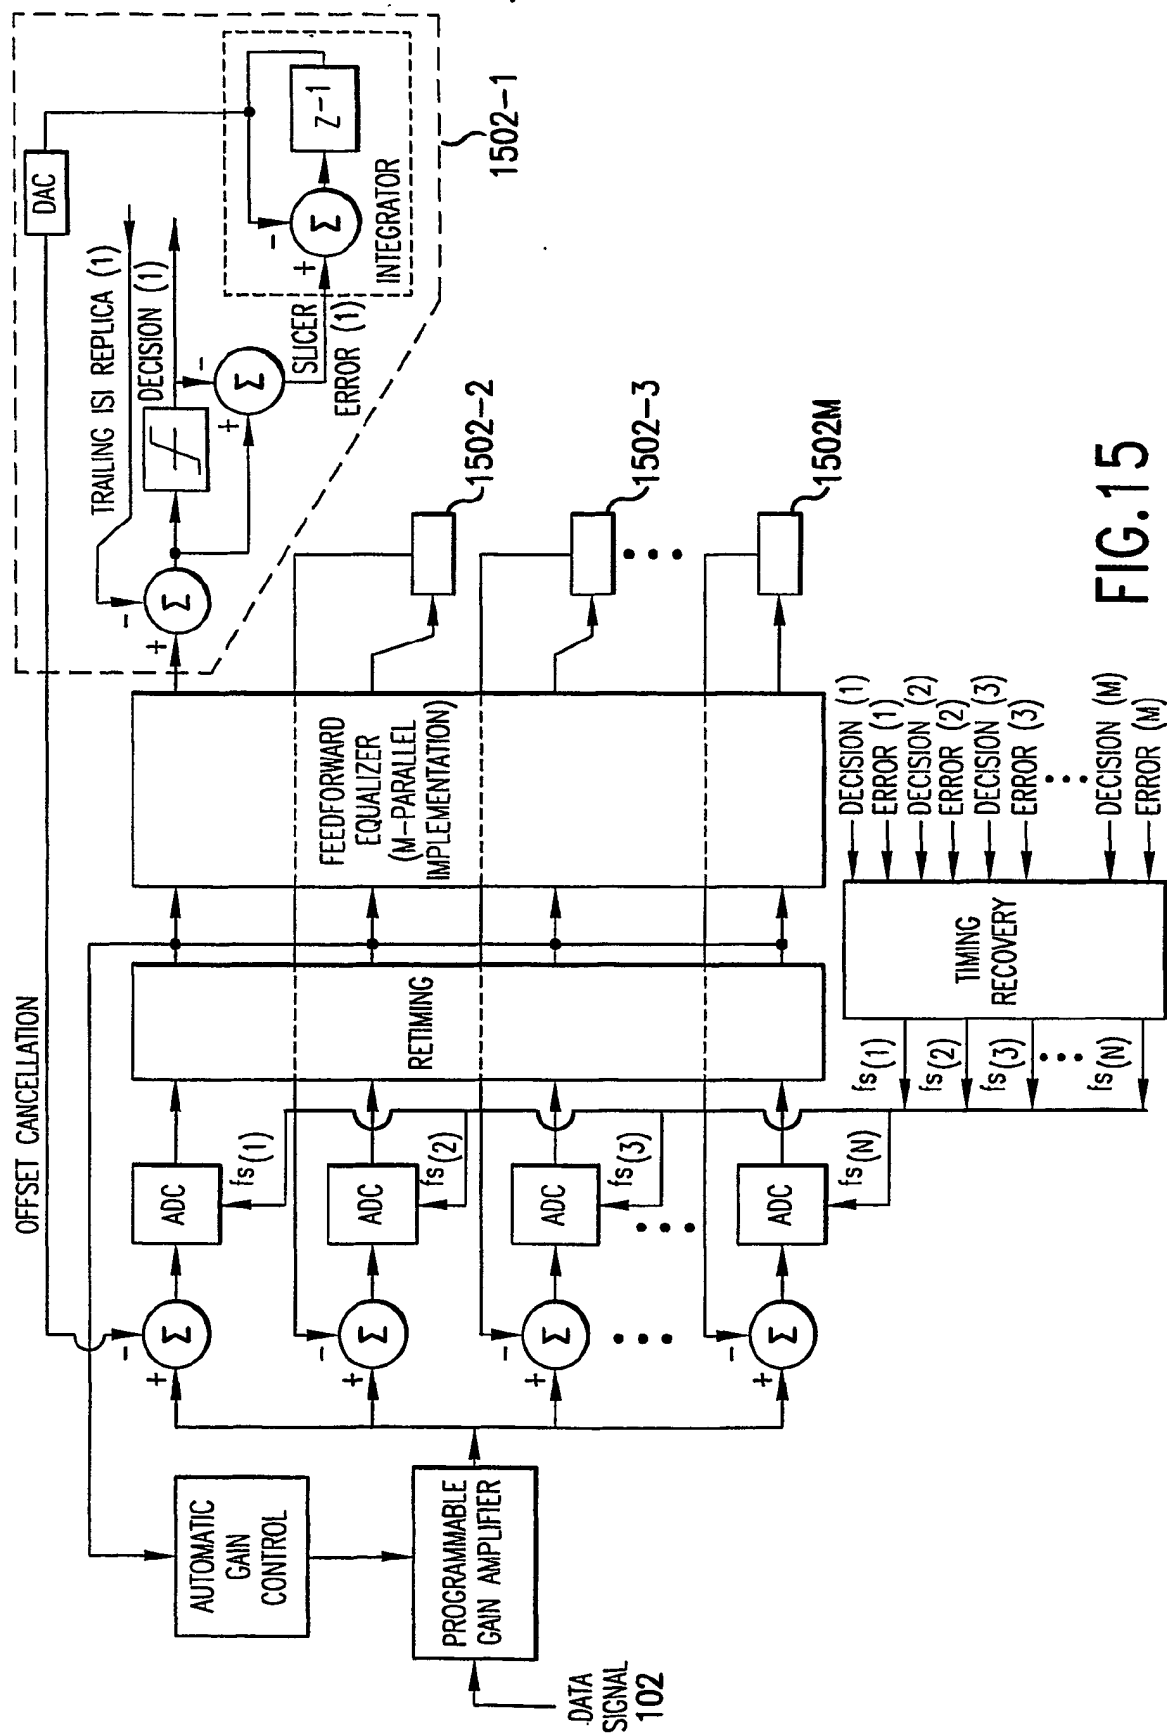 OFFSET CANCELLATION
DAC
TRAILING ISI REPLICA (1)
DECISION (1)
-
+
Σ
-
+
Σ
SLICER
ERROR (1)
-
+
Σ
Z-1
INTEGRATOR
1502-1
AUTOMATIC
GAIN
CONTROL
PROGRAMMABLE
GAIN AMPLIFIER
DATA
SIGNAL
102
-
+
Σ
ADC
fs(1)
-
+
Σ
ADC
fs(2)
-
+
Σ
ADC
fs(3)
-
+
Σ
ADC
fs(N)
RETIMING
FEEDFORWARD
EQUALIZER
(M-PARALLEL
IMPLEMENTATION)
1502-2
1502-3
1502M
fs(1)
fs(2)
fs(3)
fs(N)
TIMING
RECOVERY
DECISION (1)
ERROR (1)
DECISION (2)
ERROR (2)
DECISION (3)
ERROR (3)
DECISION (M)
ERROR (M)
FIG.15